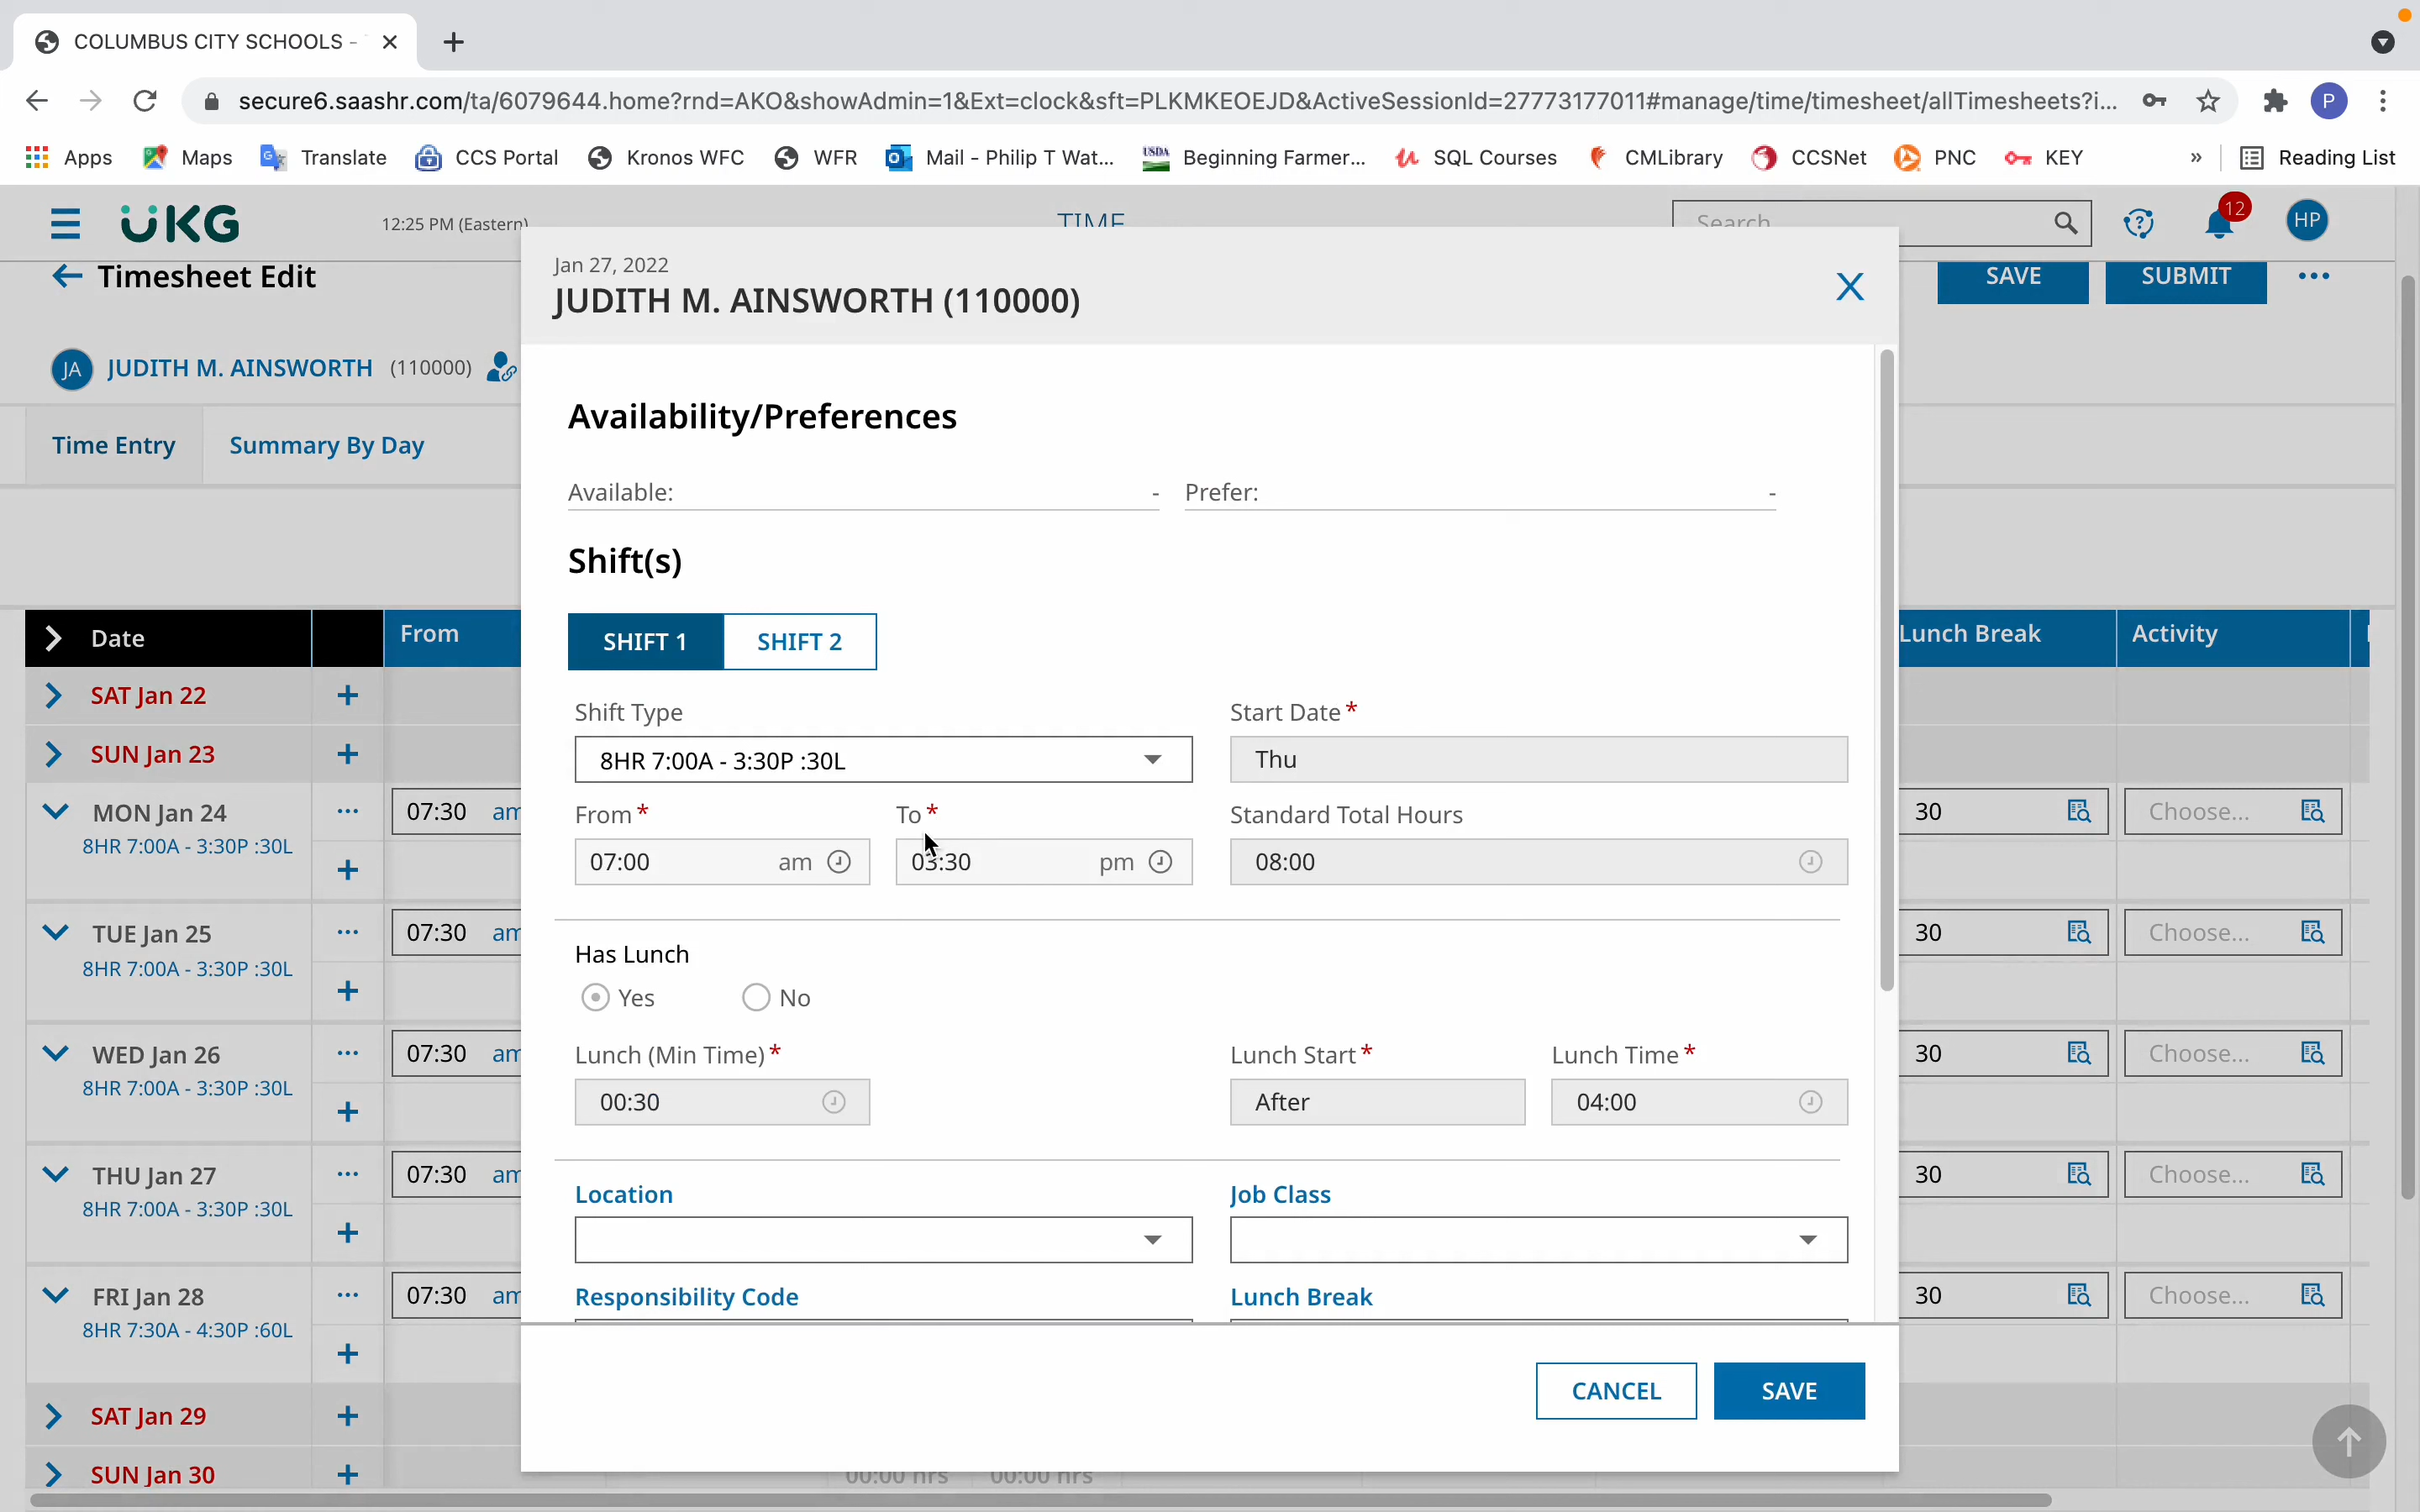 COLUMBUS CITY SCHOOLS -
secure6.saashr.com/ta/6079644.home?rnd=AKO&showAdmin=1&Ext=clock&sft=PLKMKEOEJD&ActiveSessionId=27773177011#manage/time/timesheet/allTimesheets?i... P
Apps Maps Translate CCS Portal Kronos WFC WFR Mail - Philip T Wat... USDA Beginning Farmer... SQL Courses CMLibrary CCSNet PNC KEY » Reading List
UKG 12:25 PM (Eastern) TIME Search 12 HP
Timesheet Edit SAVE SUBMIT
JA JUDITH M. AINSWORTH (110000)
Time Entry Summary By Day
Jan 27, 2022
JUDITH M. AINSWORTH (110000) X
Availability/Preferences
Available: - Prefer: -
Shift(s)
SHIFT 1 SHIFT 2
Shift Type Start Date*
8HR 7:00A - 3:30P :30L Thu
From* To* Standard Total Hours
07:00 am 03:30 pm 08:00
Has Lunch
Yes No
Lunch (Min Time)* Lunch Start* Lunch Time*
00:30 After 04:00
Location Job Class
Responsibility Code Lunch Break
CANCEL SAVE
Date From Lunch Break Activity
SAT Jan 22 +
SUN Jan 23 +
MON Jan 24 ... 07:30 am 30 Choose...
8HR 7:00A - 3:30P :30L
+
TUE Jan 25 ... 07:30 am 30 Choose...
8HR 7:00A - 3:30P :30L
+
WED Jan 26 ... 07:30 am 30 Choose...
8HR 7:00A - 3:30P :30L
+
THU Jan 27 ... 07:30 am 30 Choose...
8HR 7:00A - 3:30P :30L
+
FRI Jan 28 ... 07:30 am 30 Choose...
8HR 7:30A - 4:30P :60L
+
SAT Jan 29 +
SUN Jan 30 + 00:00 hrs 00:00 hrs